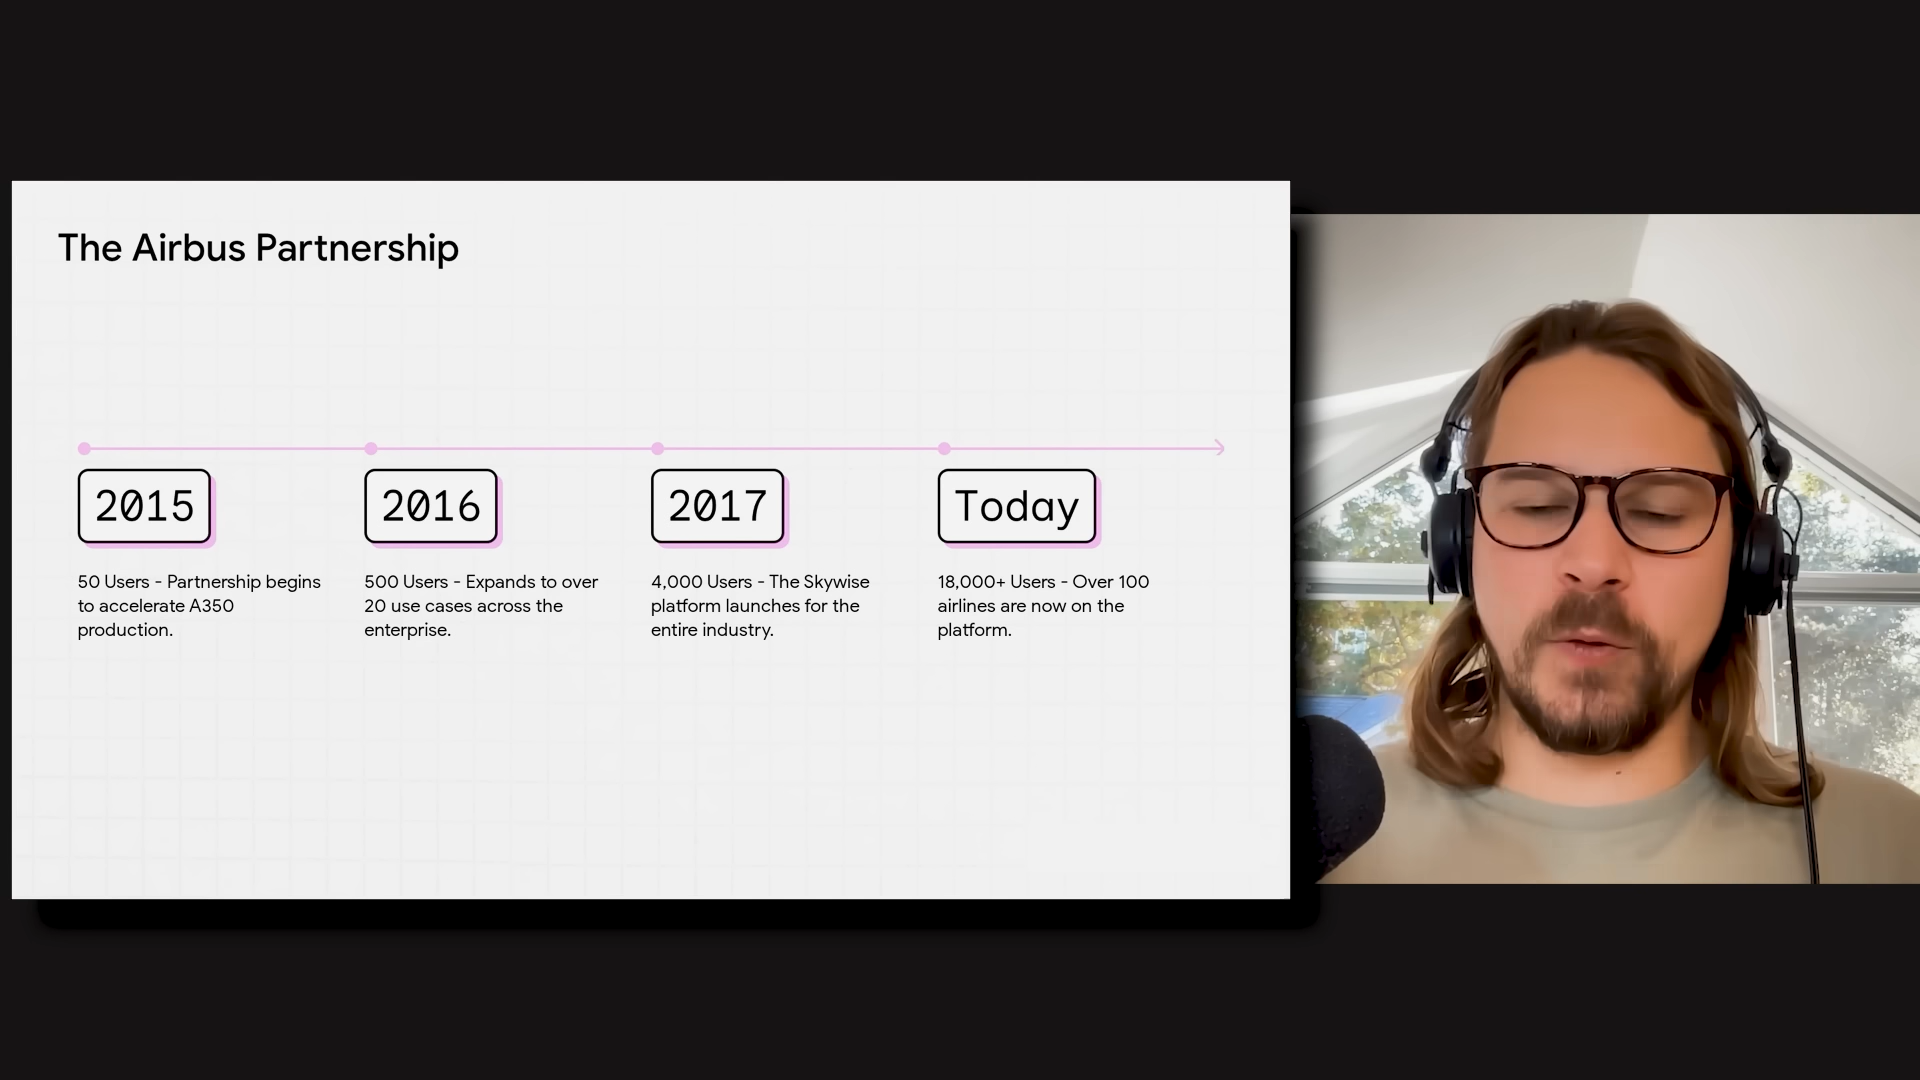 The Airbus Partnership
2015
50 Users - Partnership begins
to accelerate A350
production.
2016
500 Users - Expands to over
20 use cases across the
enterprise.
2017
4,000 Users - The Skywise
platform launches for the
entire industry.
Today
18,000+ Users - Over 100
airlines are now on the
platform.